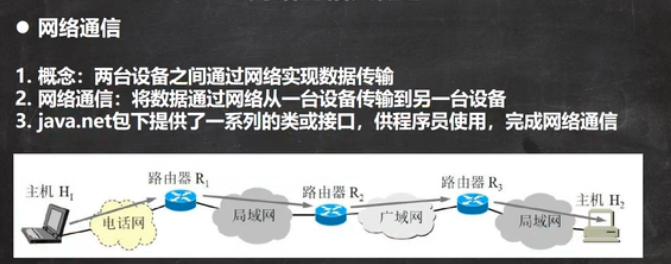 ● 网络通信
1. 概念：两台设备之间通过网络实现数据传输
2. 网络通信：将数据通过网络从一台设备传输到另一台设备
3. java.net包下提供了一系列的类或接口，供程序员使用，完成网络通信
主机 H1 路由器 R1 路由器 R2 路由器 R3 主机 H2
电话网 局域网 广域网 局域网